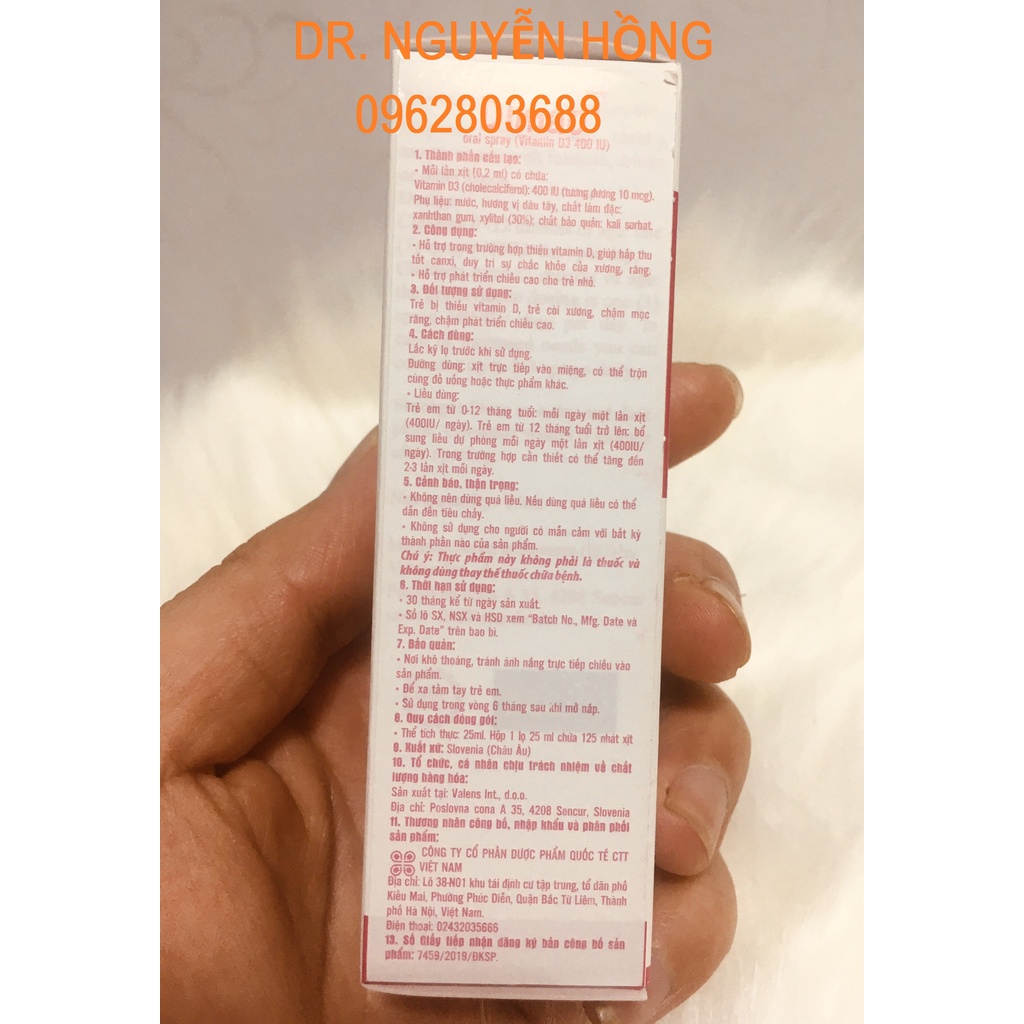 DR. NGUYỄN HỒNG
0962803688
oral spray (Vitamin D3 400 IU)
1. Thành phần cấu tạo:
• Mỗi lần xịt (0,2 ml) có chứa:
Vitamin D3 (cholecalciferol): 400 IU (tương đương 10 mcg).
Phụ liệu: nước, hương vị dâu tây, chất làm đặc:
xanthan gum, xylitol (30%); chất bảo quản: kali sorbat.
2. Công dụng:
• Hỗ trợ trong trường hợp thiếu vitamin D, giúp hấp thu
tốt canxi, duy trì sự chắc khỏe của xương, răng.
• Hỗ trợ phát triển chiều cao cho trẻ nhỏ.
3. Đối tượng sử dụng:
Trẻ bị thiếu vitamin D, trẻ còi xương, chậm mọc
răng, chậm phát triển chiều cao.
4. Cách dùng:
Lắc kỹ lọ trước khi sử dụng.
Đường dùng: xịt trực tiếp vào miệng, có thể trộn
cùng đồ uống hoặc thực phẩm khác.
• Liều dùng:
Trẻ em từ 0-12 tháng tuổi: mỗi ngày một lần xịt
(400IU/ ngày). Trẻ em từ 12 tháng tuổi trở lên: bổ
sung liều dự phòng mỗi ngày một lần xịt (400IU/
ngày). Trong trường hợp cần thiết có thể tăng đến
2-3 lần xịt mỗi ngày.
5. Cảnh báo, thận trọng:
• Không nên dùng quá liều. Nếu dùng quá liều có thể
dẫn đến tiêu chảy.
• Không sử dụng cho người có mẫn cảm với bất kỳ
thành phần nào của sản phẩm.
Chú ý: Thực phẩm này không phải là thuốc và
không dùng thay thế thuốc chữa bệnh.
6. Thời hạn sử dụng:
• 30 tháng kể từ ngày sản xuất.
• Số lô SX, NSX và HSD xem "Batch No., Mfg. Date và
Exp. Date" trên bao bì.
7. Bảo quản:
• Nơi khô thoáng, tránh ánh nắng trực tiếp chiếu vào
sản phẩm.
• Để xa tầm tay trẻ em.
• Sử dụng trong vòng 6 tháng sau khi mở nắp.
8. Quy cách đóng gói:
• Thể tích thực: 25ml. Hộp 1 lọ 25 ml chứa 125 nhát xịt
9. Xuất xứ: Slovenia (Châu Âu)
10. Tổ chức, cá nhân chịu trách nhiệm về chất
lượng hàng hóa:
Sản xuất tại: Valens Int., d.o.o.
Địa chỉ: Poslovna cona A 35, 4208 Sencur, Slovenia
11. Thương nhân công bố, nhập khẩu và phân phối
sản phẩm:
CÔNG TY CỔ PHẦN DƯỢC PHẨM QUỐC TẾ CTT
VIỆT NAM
Địa chỉ: Lô 38-N01 khu tái định cư tập trung, tổ dân phố
Kiều Mai, Phường Phúc Diễn, Quận Bắc Từ Liêm, Thành
phố Hà Nội, Việt Nam.
Điện thoại: 02432035666
13. Số Giấy tiếp nhận đăng ký bản công bố sản
phẩm: 7459/2019/ĐKSP.